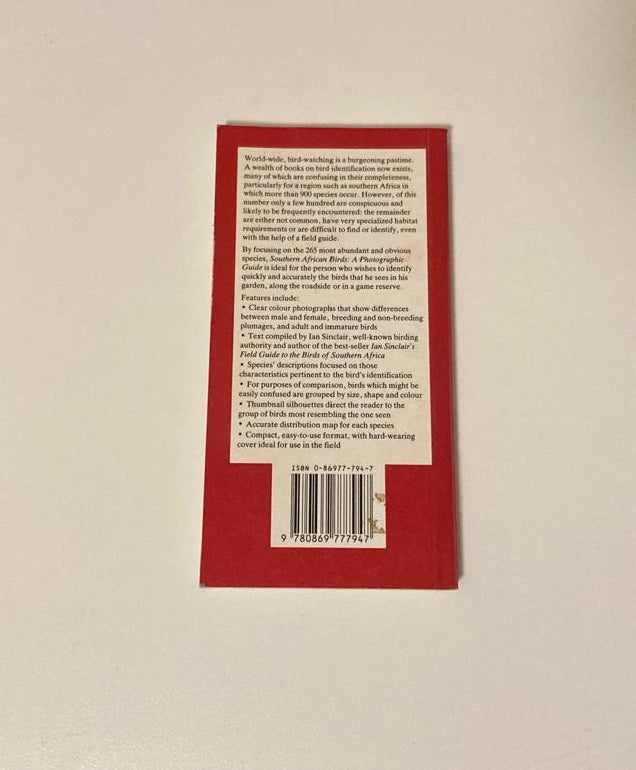 World-wide, bird-watching is a burgeoning pastime.
A wealth of books on bird identification now exists,
many of which are confusing in their completeness,
particularly for a region such as southern Africa in
which more than 900 species occur. However, of this
number only a few hundred are conspicuous and
likely to be frequently encountered: the remainder
are either not common, have very specialized habitat
requirements or are difficult to find or identify, even
with the help of a field guide.
By focusing on the 265 most abundant and obvious
species, Southern African Birds: A Photographic
Guide is ideal for the person who wishes to identify
quickly and accurately the birds that he sees in his
garden, along the roadside or in a game reserve.
Features include:
• Clear colour photographs that show differences
between male and female, breeding and non-breeding
plumages, and adult and immature birds
• Text compiled by Ian Sinclair, well-known birding
authority and author of the best-seller Ian Sinclair's
Field Guide to the Birds of Southern Africa
• Species' descriptions focused on those
characteristics pertinent to the bird's identification
• For purposes of comparison, birds which might be
easily confused are grouped by size, shape and colour
• Thumbnail silhouettes direct the reader to the
group of birds most resembling the one seen
• Accurate distribution map for each species
• Compact, easy-to-use format, with hard-wearing
cover ideal for use in the field
ISBN 0-86977-794-7
9 780869 777947